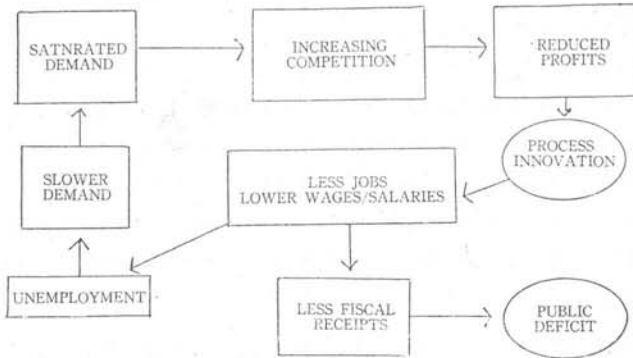 SATNRATED
DEMAND
INCREASING
COMPETITION
REDUCED
PROFITS
PROCESS
INNOVATION
SLOWER
DEMAND
LESS JOBS
LOWER WAGES/SALARIES
UNEMPLOYMENT
LESS FISCAL
RECEIPTS
PUBLIC
DEFICIT